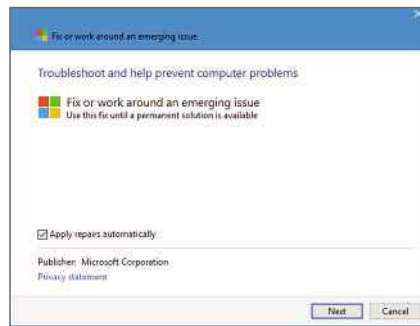 Fix or work around an emerging issue
Troubleshoot and help prevent computer problems
Fix or work around an emerging issue
Use this fix until a permanent solution is available
Apply repairs automatically
Publisher: Microsoft Corporation
Privacy statement
Next Cancel